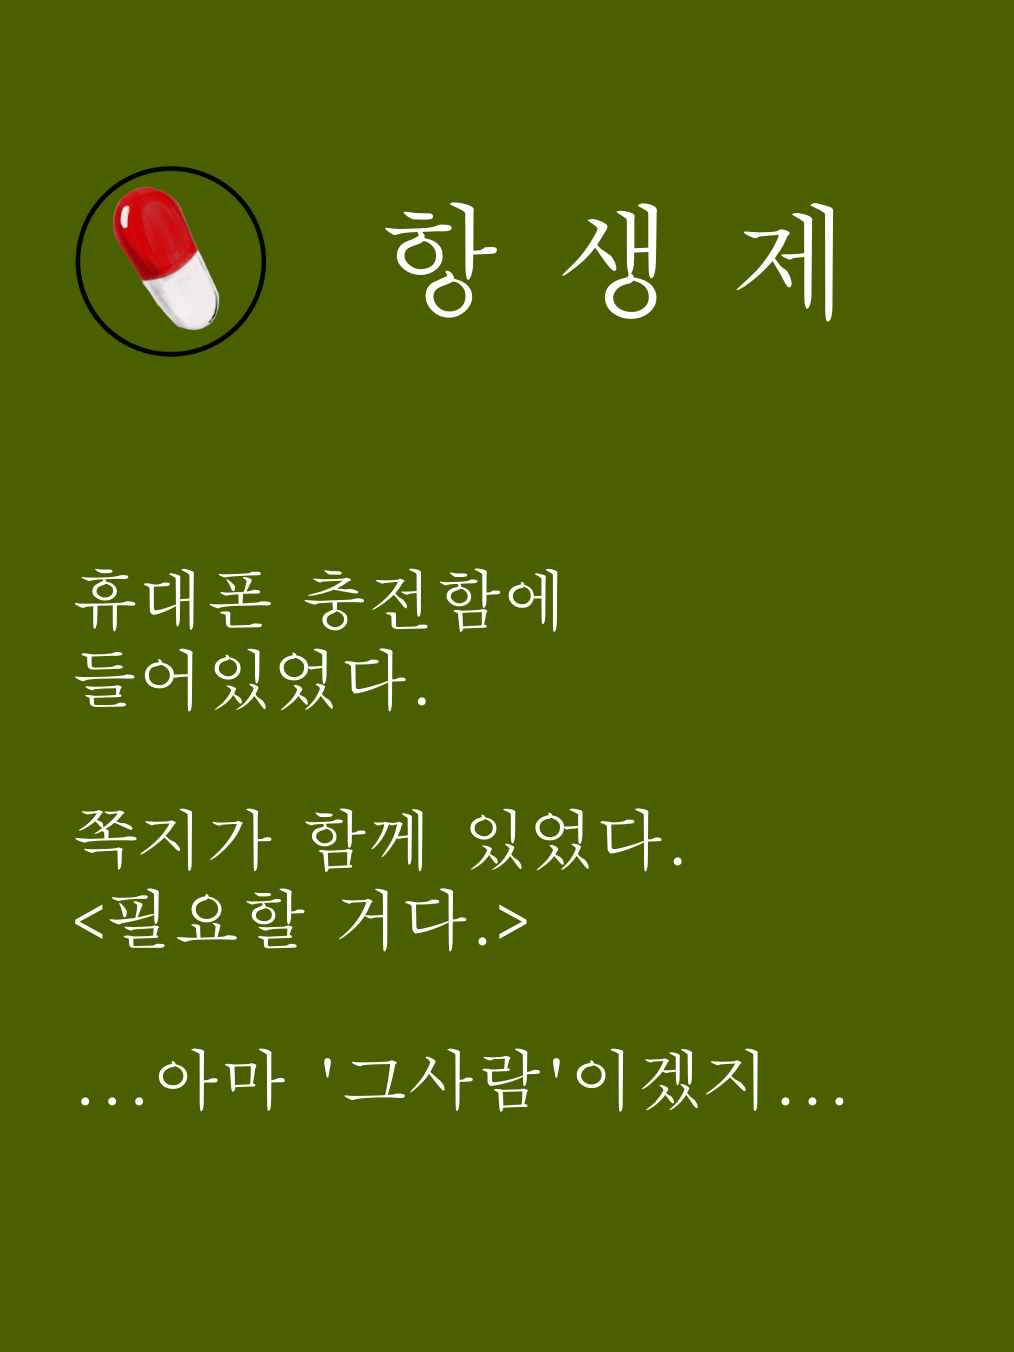 항 생 제
휴대폰 충전함에
들어있었다.
쪽지가 함께 있었다.
<필요할 거다.>
...아마 '그사람'이겠지...